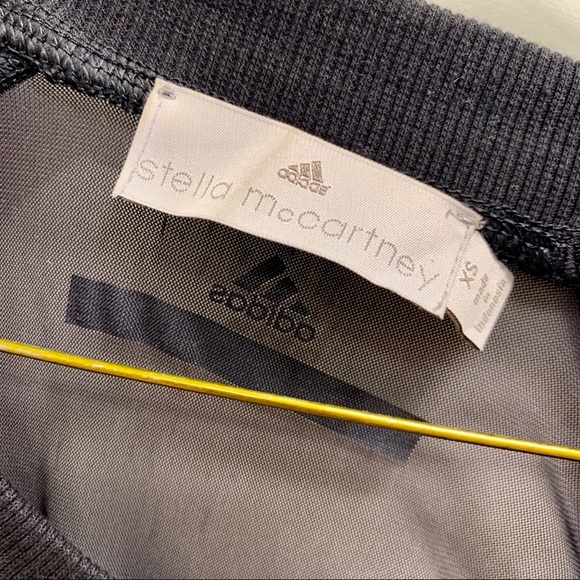 adidas
stella mccartney
XS
made in
indonesia
adidas